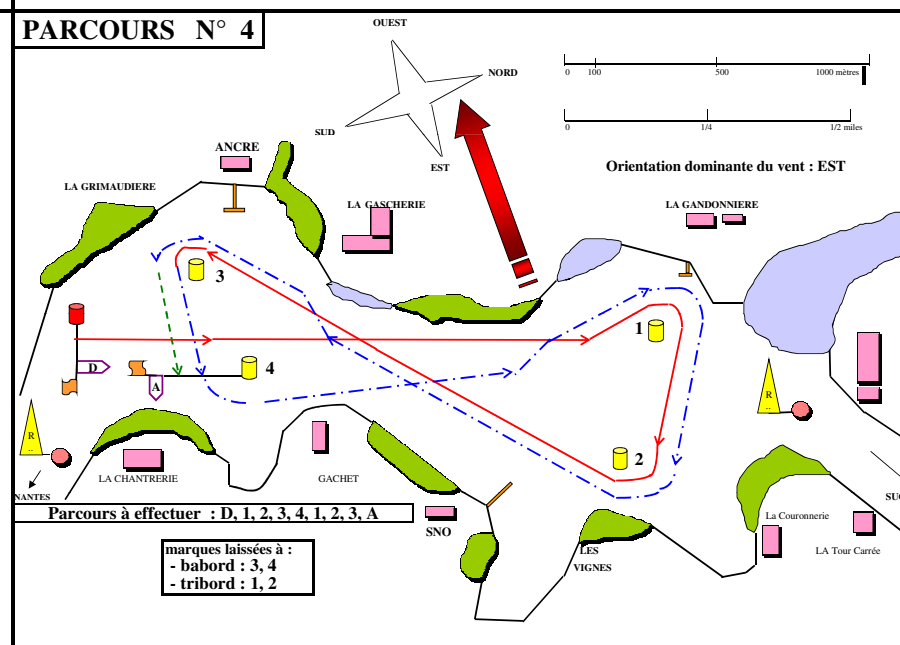 PARCOURS N° 4
OUEST
NORD
SUD
EST
0 100 500 1000 mètres
0 1/4 1/2 miles
Orientation dominante du vent : EST
ANCRE
LA GRIMAUDIERE
LA GASCHERIE
LA GANDONNIERE
3
1
4
D
A
R
..
R
..
2
LA CHANTRERIE
GACHET
NANTES
SUC
Parcours à effectuer : D, 1, 2, 3, 4, 1, 2, 3, A
SNO
La Couronnerie
LA Tour Carrée
LES
VIGNES
marques laissées à :
- babord : 3, 4
- tribord : 1, 2